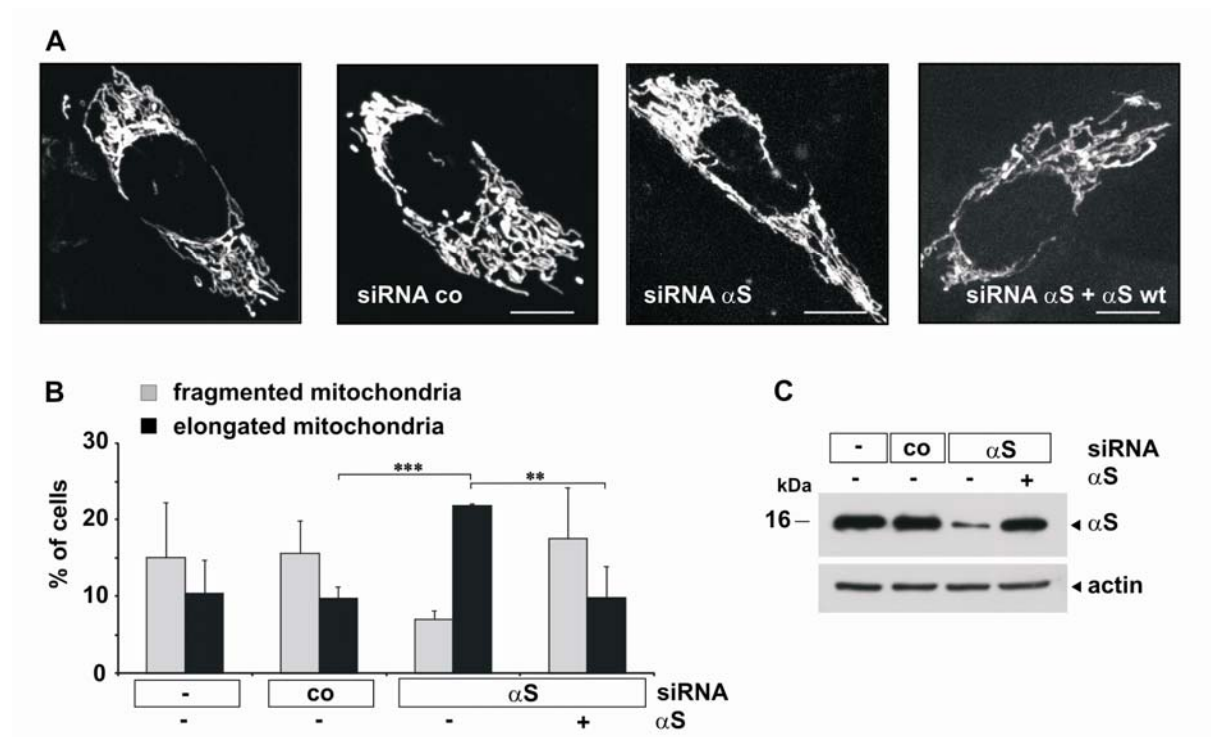 A
siRNA co
siRNA αS
siRNA αS + αS wt
B
fragmented mitochondria
elongated mitochondria
% of cells
30
20
10
0
***
**
- co αS siRNA
- - - + αS
C
- co αS siRNA
- - - + αS
kDa
16
αS
actin